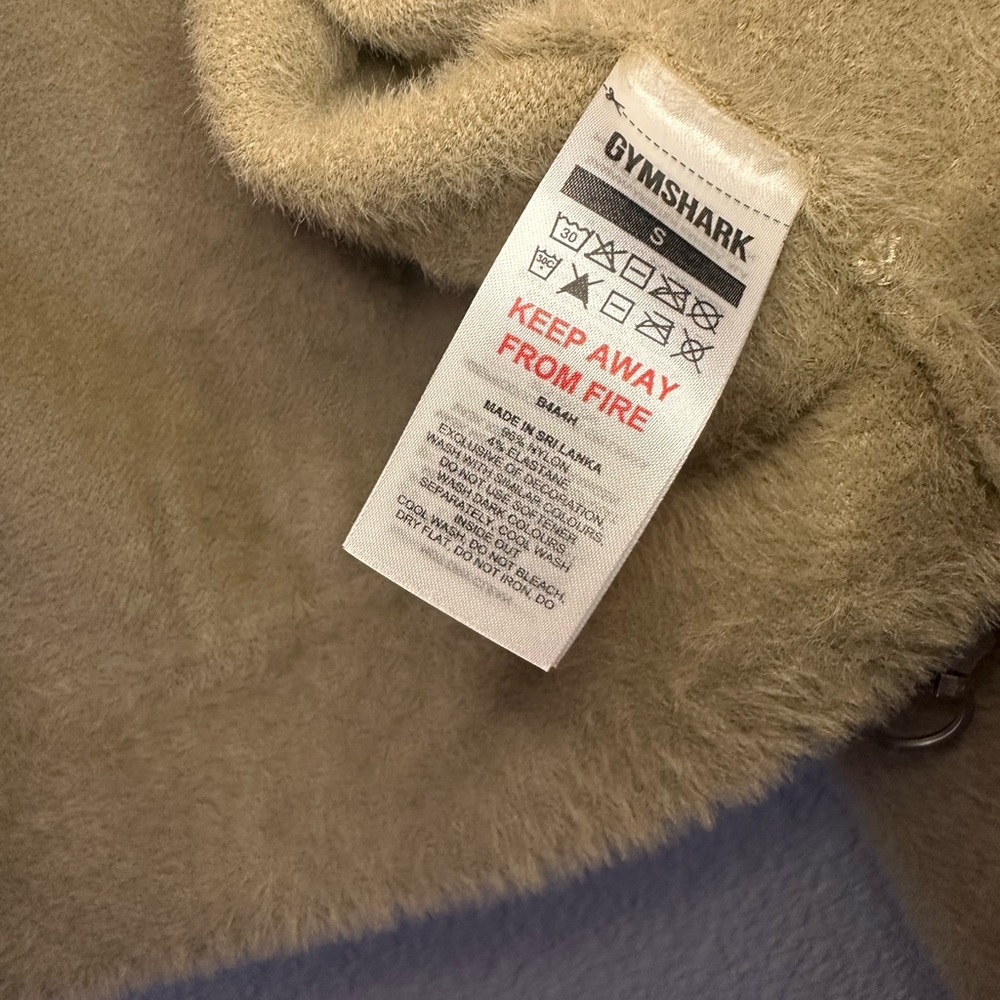 GYMSHARK
S
30
30C
KEEP AWAY
FROM FIRE
B4A4H
MADE IN SRI LANKA
96% NYLON
4% ELASTANE
EXCLUSIVE OF DECORATION
WASH WITH SIMILAR COLOURS.
DO NOT USE SOFTENER
WASH DARK COLOURS
SEPARATELY, COOL WASH
INSIDE OUT
COOL WASH, DO NOT BLEACH,
DRY FLAT, DO NOT IRON, DO